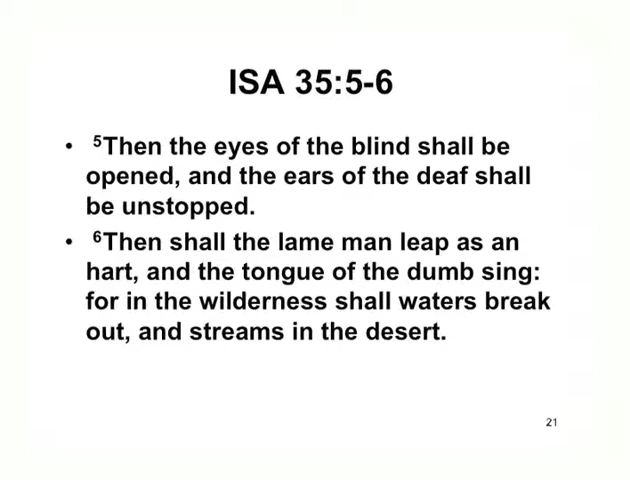 ISA 35:5-6
• ⁵Then the eyes of the blind shall be
opened, and the ears of the deaf shall
be unstopped.
• ⁶Then shall the lame man leap as an
hart, and the tongue of the dumb sing:
for in the wilderness shall waters break
out, and streams in the desert.
21